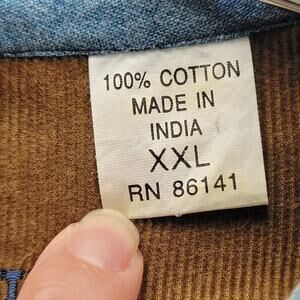 100% COTTON
MADE IN
INDIA
XXL
RN 86141